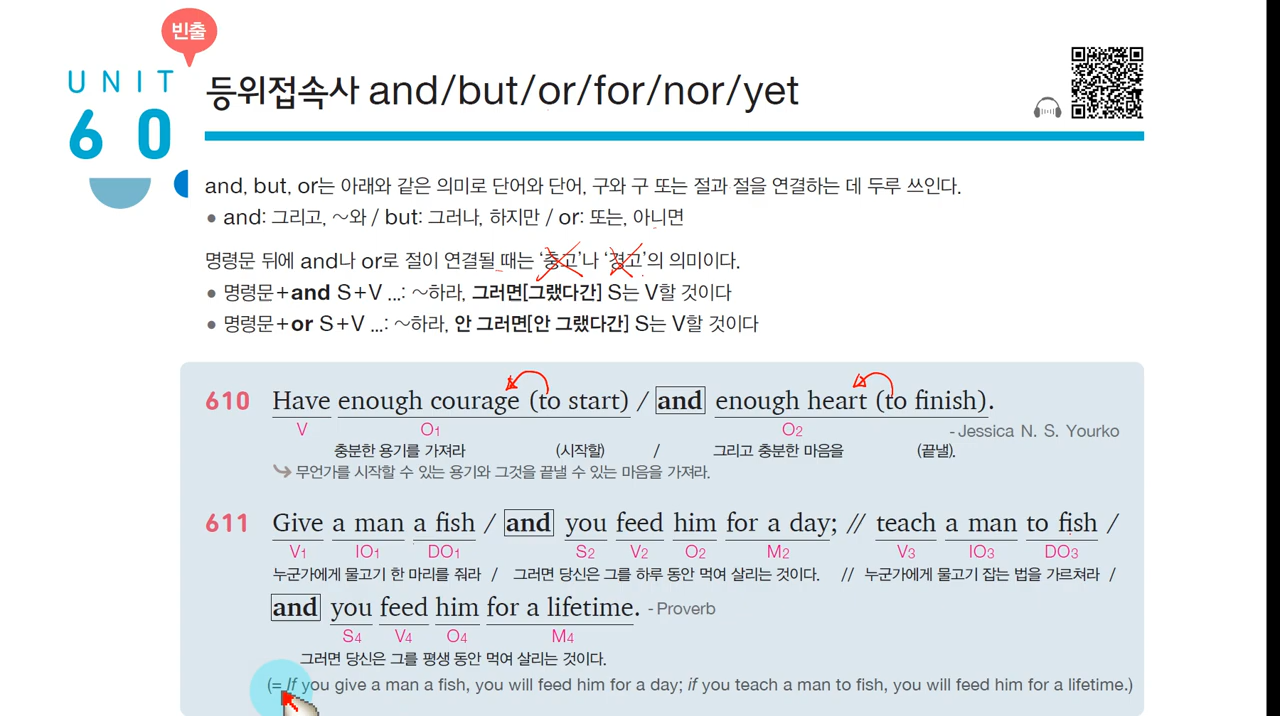 빈출
UNIT
60
등위접속사 and/but/or/for/nor/yet
and, but, or는 아래와 같은 의미로 단어와 단어, 구와 구 또는 절과 절을 연결하는 데 두루 쓰인다.
● and: 그리고, ~와 / but: 그러나, 하지만 / or: 또는, 아니면
명령문 뒤에 and나 or로 절이 연결될 때는 ‘충고’나 ‘경고’의 의미이다.
● 명령문+and S+V ...: ~하라, 그러면[그랬다간] S는 V할 것이다
● 명령문+or S+V ...: ~하라, 안 그러면[안 그랬다간] S는 V할 것이다
610 Have enough courage (to start) / and enough heart (to finish).
V O1 O2 - Jessica N. S. Yourko
충분한 용기를 가져라 (시작할) / 그리고 충분한 마음을 (끝낼).
↪ 무언가를 시작할 수 있는 용기와 그것을 끝낼 수 있는 마음을 가져라.
611 Give a man a fish / and you feed him for a day; // teach a man to fish /
V1 IO1 DO1 S2 V2 O2 M2 V3 IO3 DO3
누군가에게 물고기 한 마리를 줘라 / 그러면 당신은 그를 하루 동안 먹여 살리는 것이다. // 누군가에게 물고기 잡는 법을 가르쳐라 /
and you feed him for a lifetime. - Proverb
S4 V4 O4 M4
그러면 당신은 그를 평생 동안 먹여 살리는 것이다.
(= If you give a man a fish, you will feed him for a day; if you teach a man to fish, you will feed him for a lifetime.)